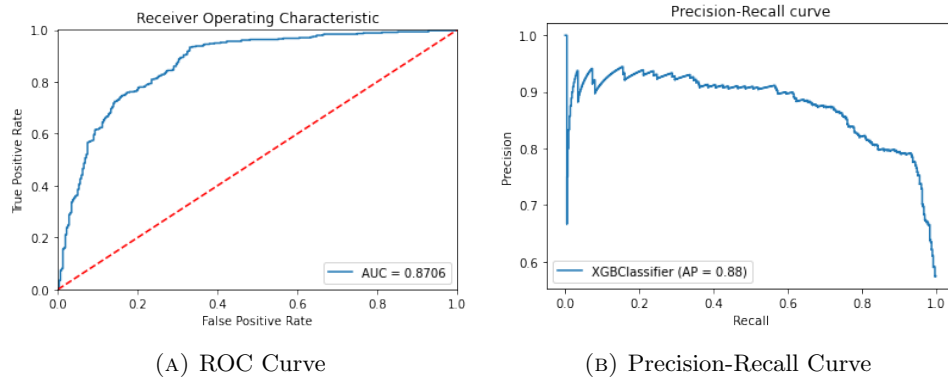 Receiver Operating Characteristic
1.0
0.8
0.6
0.4
0.2
0.0
True Positive Rate
AUC = 0.8706
0.0 0.2 0.4 0.6 0.8 1.0
False Positive Rate
(A) ROC Curve
Precision-Recall curve
1.0
0.9
0.8
0.7
0.6
Precision
XGBClassifier (AP = 0.88)
0.0 0.2 0.4 0.6 0.8 1.0
Recall
(B) Precision-Recall Curve